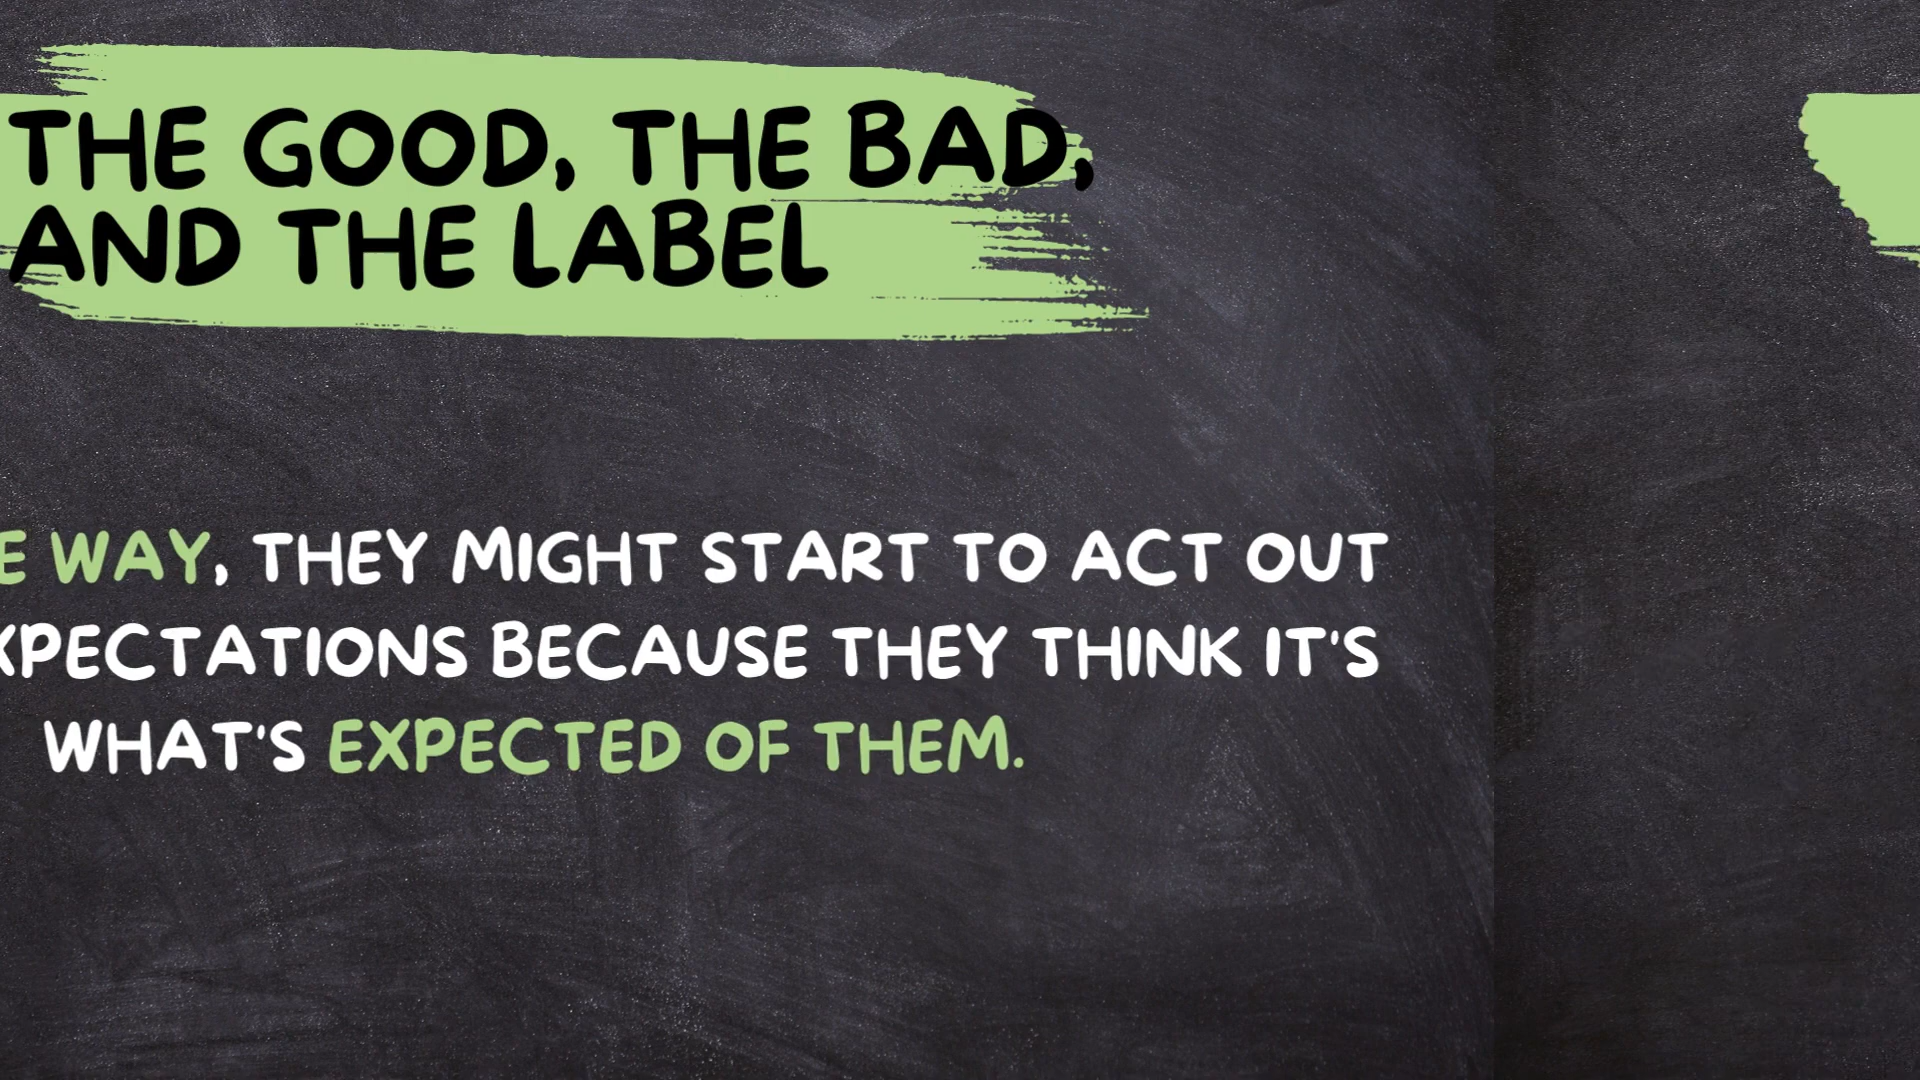 THE GOOD, THE BAD,
AND THE LABEL
WAY, THEY MIGHT START TO ACT OUT
XPECTATIONS BECAUSE THEY THINK IT'S
WHAT'S EXPECTED OF THEM.